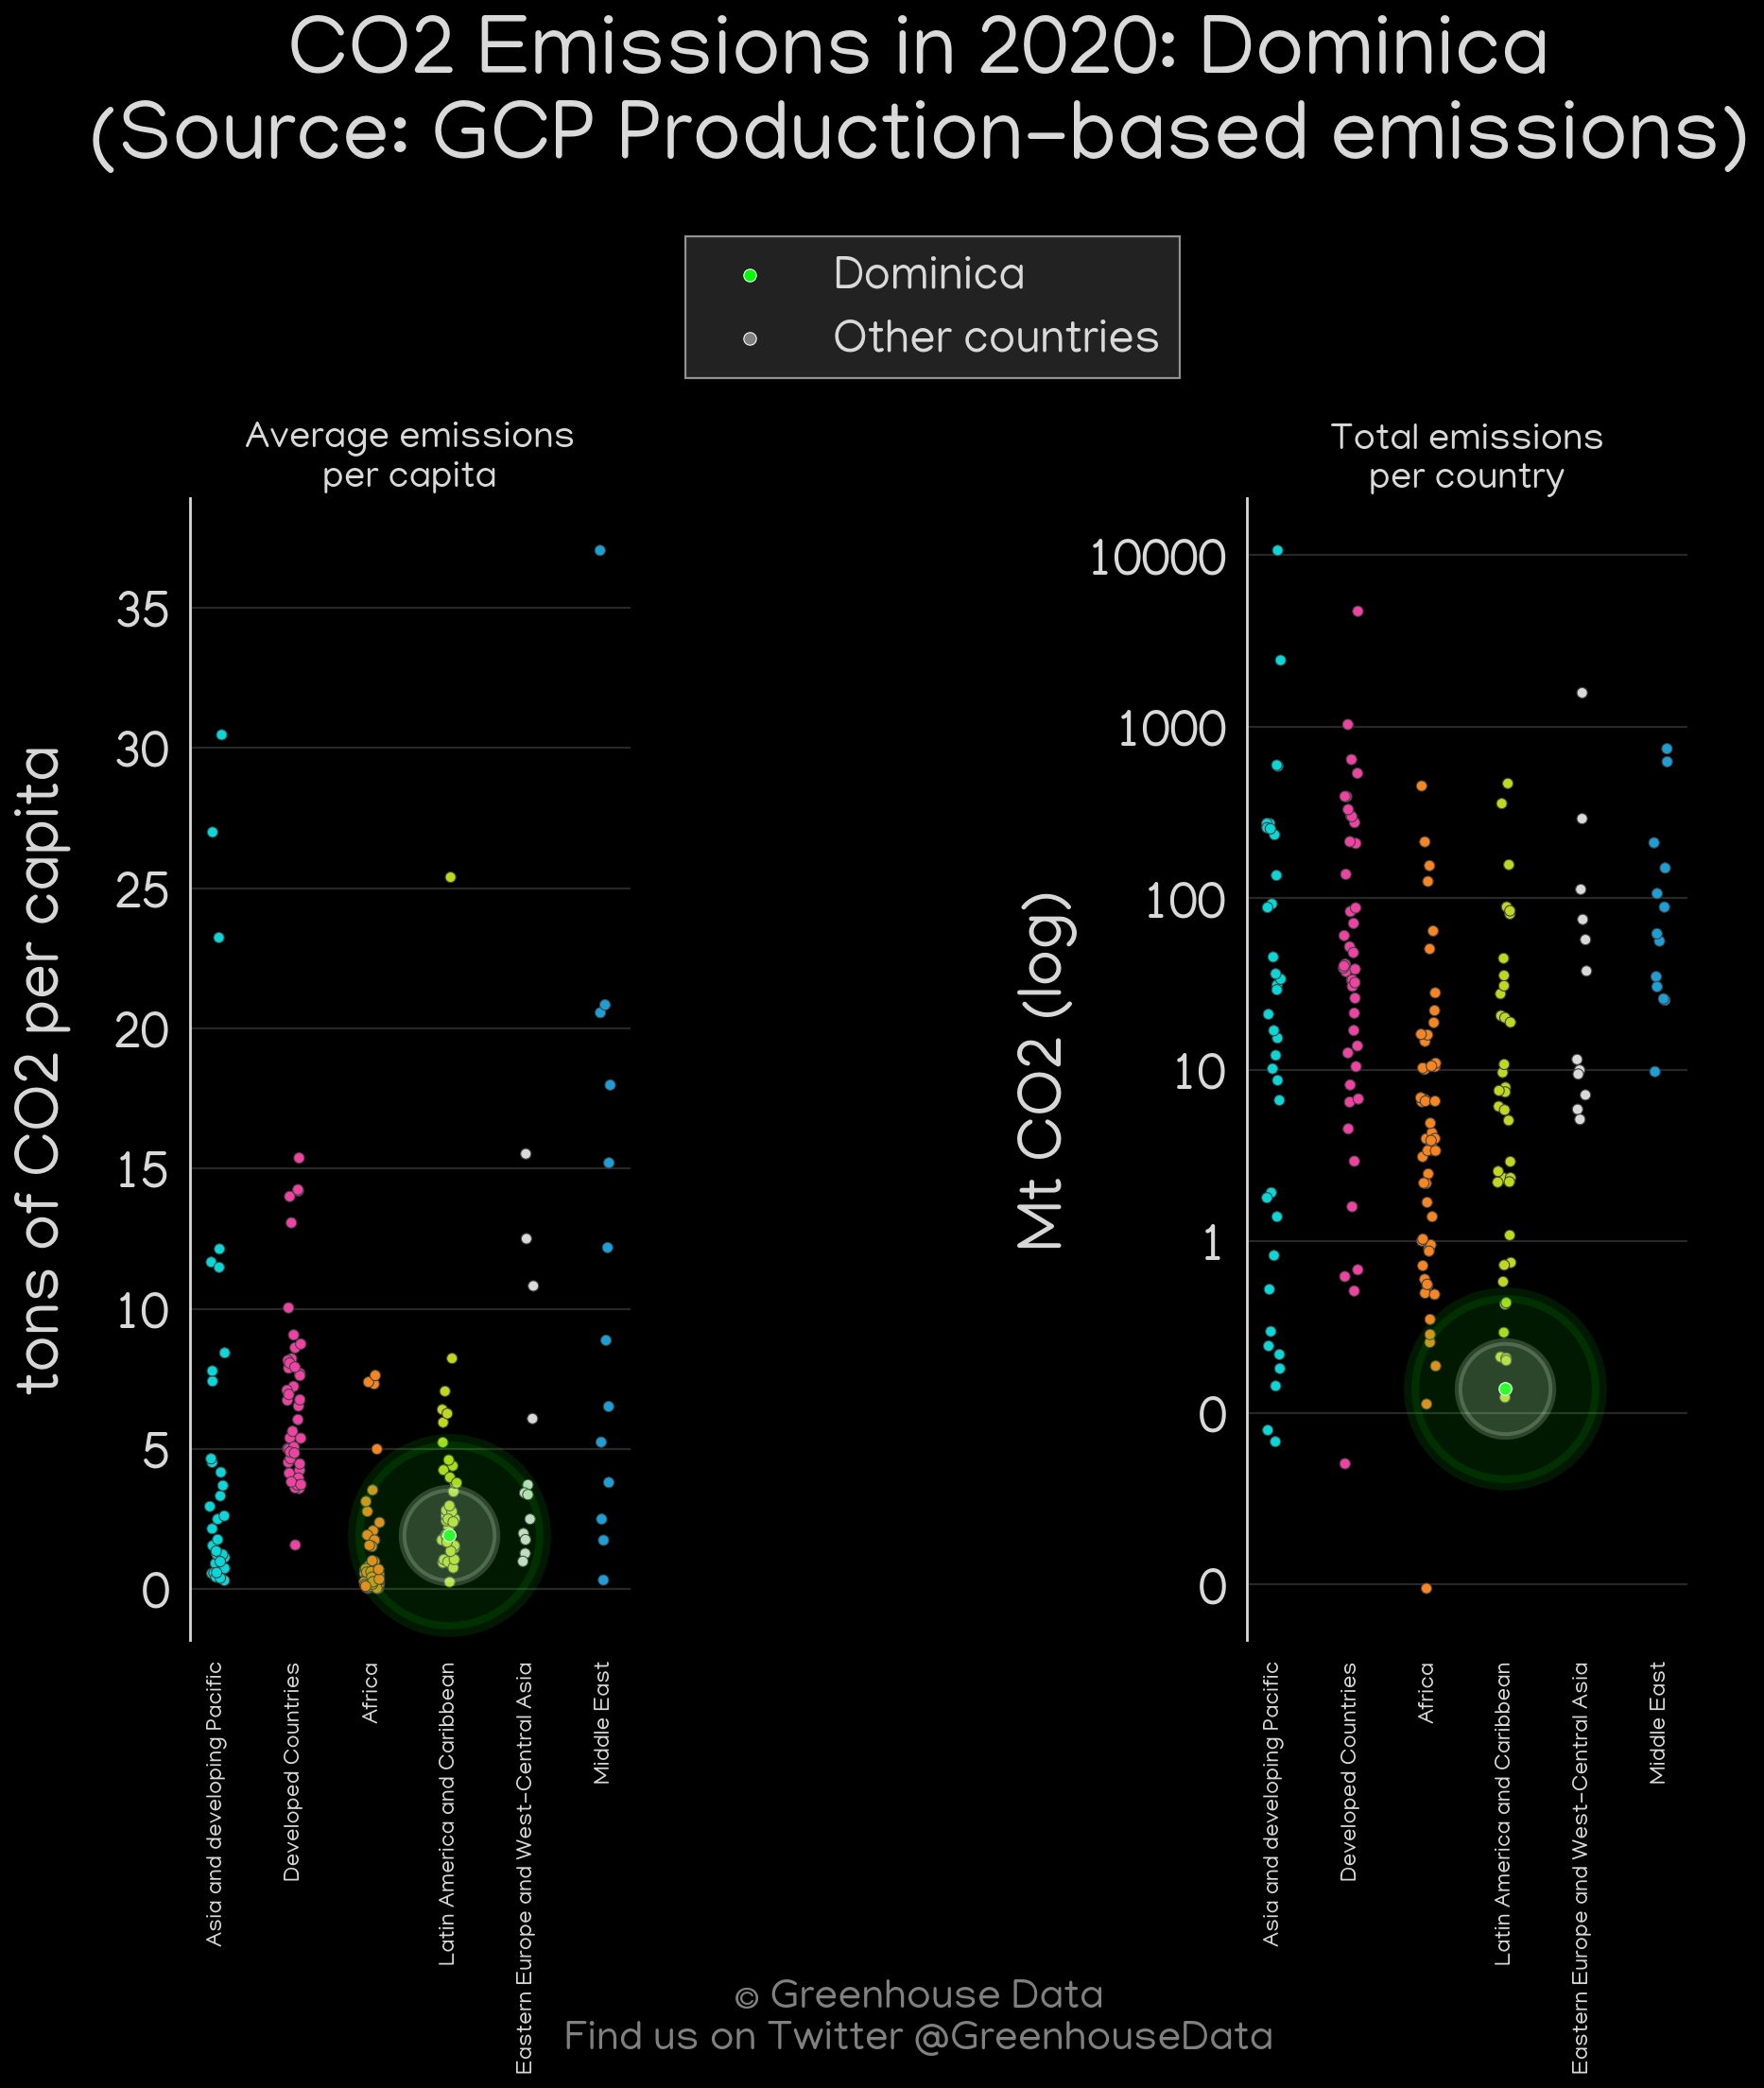 CO2 Emissions in 2020: Dominica
(Source: GCP Production-based emissions)
Dominica
Other countries
Average emissions
per capita
tons of CO2 per capita
35
30
25
20
15
10
5
0
Asia and developing Pacific
Developed Countries
Africa
Latin America and Caribbean
Eastern Europe and West-Central Asia
Middle East
Total emissions
per country
Mt CO2 (log)
10000
1000
100
10
1
0
0
Asia and developing Pacific
Developed Countries
Africa
Latin America and Caribbean
Eastern Europe and West-Central Asia
Middle East
© Greenhouse Data
Find us on Twitter @GreenhouseData